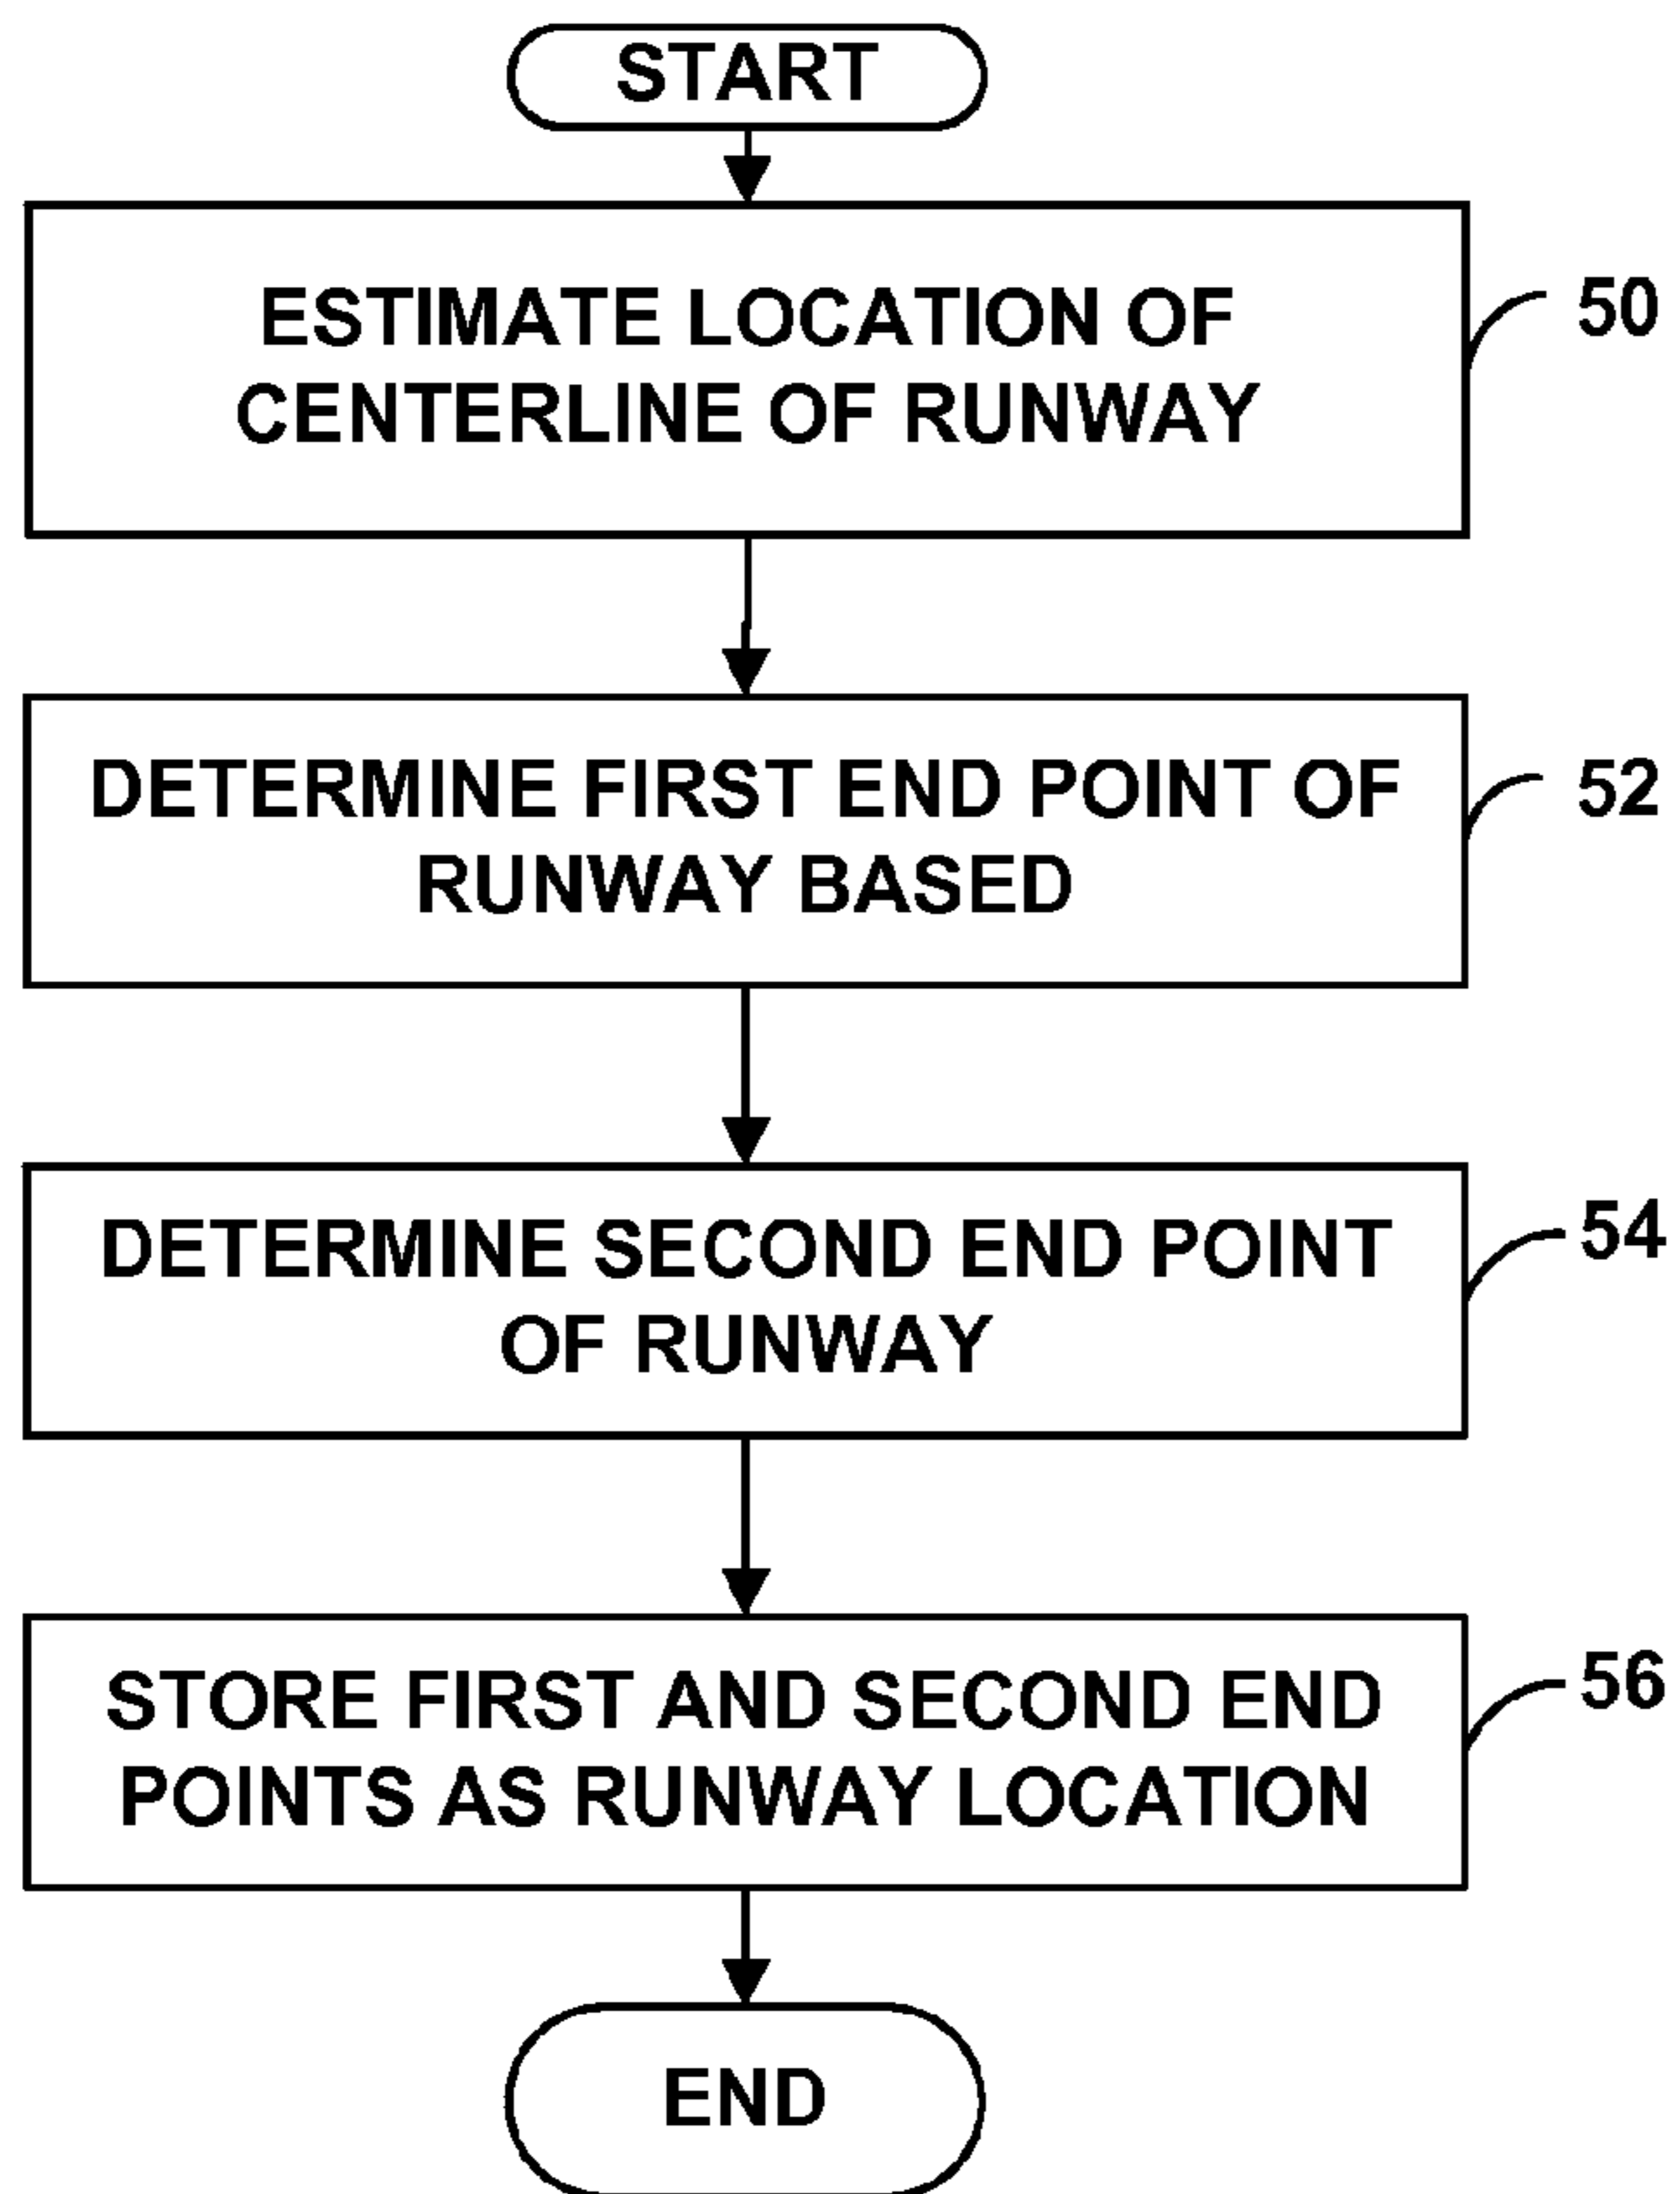 START
ESTIMATE LOCATION OF
CENTERLINE OF RUNWAY
50
DETERMINE FIRST END POINT OF
RUNWAY BASED
52
DETERMINE SECOND END POINT
OF RUNWAY
54
STORE FIRST AND SECOND END
POINTS AS RUNWAY LOCATION
56
END